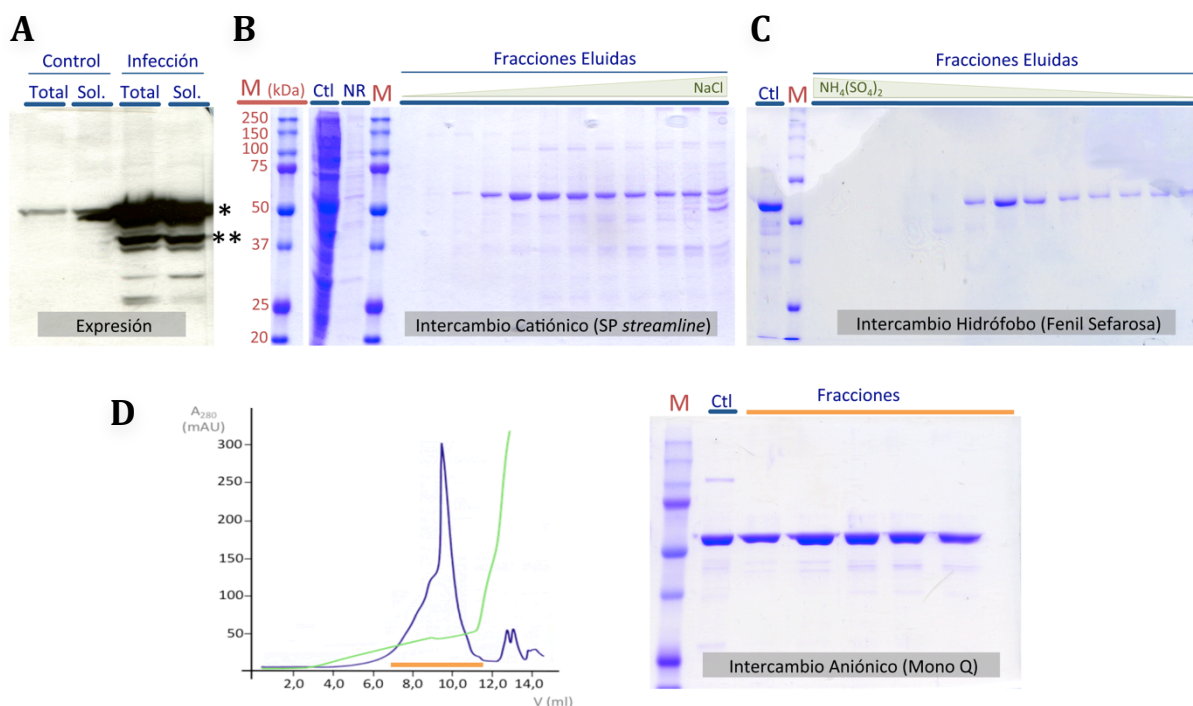 A
Control
Infección
Total
Sol.
Total
Sol.
*
**
Expresión
B
Fracciones Eluidas
M (kDa)
Ctl
NR
M
NaCl
250
150
100
75
50
37
25
20
Intercambio Catiónico (SP streamline)
C
Fracciones Eluidas
Ctl
M
NH₄(SO₄)₂
Intercambio Hidrófobo (Fenil Sefarosa)
D
A₂₈₀
(mAU)
300
250
200
150
100
50
2,0
4,0
6,0
8,0
10,0
12,0
14,0
V (ml)
M
Ctl
Fracciones
Intercambio Aniónico (Mono Q)